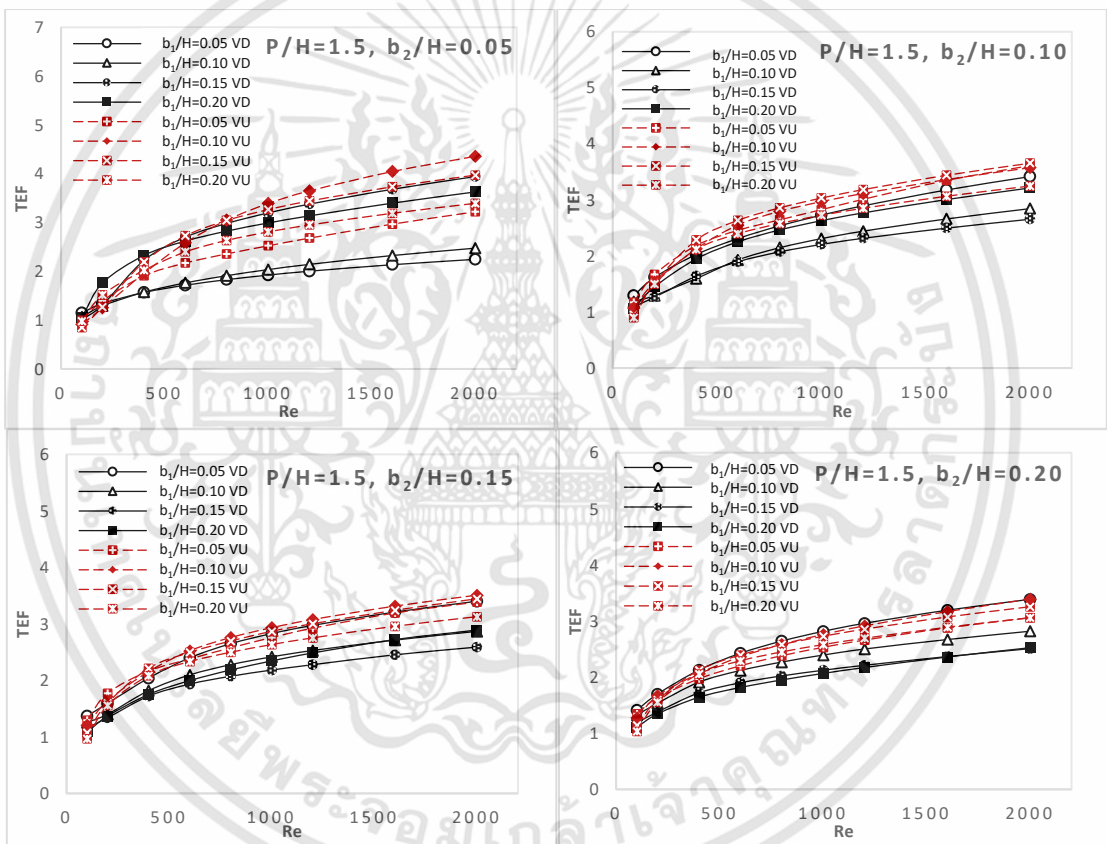 P/H=1.5, b₂/H=0.05
7
6
5
4
3
2
1
0
TEF
b₁/H=0.05 VD
b₁/H=0.10 VD
b₁/H=0.15 VD
b₁/H=0.20 VD
b₁/H=0.05 VU
b₁/H=0.10 VU
b₁/H=0.15 VU
b₁/H=0.20 VU
0 500 1000 1500 2000
Re
P/H=1.5, b₂/H=0.10
6
5
4
3
2
1
0
TEF
b₁/H=0.05 VD
b₁/H=0.10 VD
b₁/H=0.15 VD
b₁/H=0.20 VD
b₁/H=0.05 VU
b₁/H=0.10 VU
b₁/H=0.15 VU
b₁/H=0.20 VU
0 500 1000 1500 2000
Re
P/H=1.5, b₂/H=0.15
6
5
4
3
2
1
0
TEF
b₁/H=0.05 VD
b₁/H=0.10 VD
b₁/H=0.15 VD
b₁/H=0.20 VD
b₁/H=0.05 VU
b₁/H=0.10 VU
b₁/H=0.15 VU
b₁/H=0.20 VU
0 500 1000 1500 2000
Re
P/H=1.5, b₂/H=0.20
6
5
4
3
2
1
0
TEF
b₁/H=0.05 VD
b₁/H=0.10 VD
b₁/H=0.15 VD
b₁/H=0.20 VD
b₁/H=0.05 VU
b₁/H=0.10 VU
b₁/H=0.15 VU
b₁/H=0.20 VU
0 500 1000 1500 2000
Re